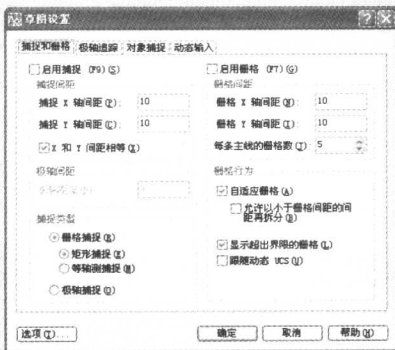 草图设置
捕捉和栅格 极轴追踪 对象捕捉 动态输入
启用捕捉 (F9)(S)
捕捉间距
捕捉 X 轴间距(P): 10
捕捉 Y 轴间距(C): 10
X 和 Y 间距相等(X)
极轴间距
捕捉类型
栅格捕捉(R)
矩形捕捉(E)
等轴测捕捉(M)
极轴捕捉(O)
启用栅格 (F7)(G)
栅格间距
栅格 X 轴间距(N): 10
栅格 Y 轴间距(I): 10
每条主线的栅格数(J): 5
栅格行为
自适应栅格(A)
允许以小于栅格间距的间
距再拆分(B)
显示超出界限的栅格(L)
跟随动态 UCS(U)
选项(T)...
确定 取消 帮助(H)